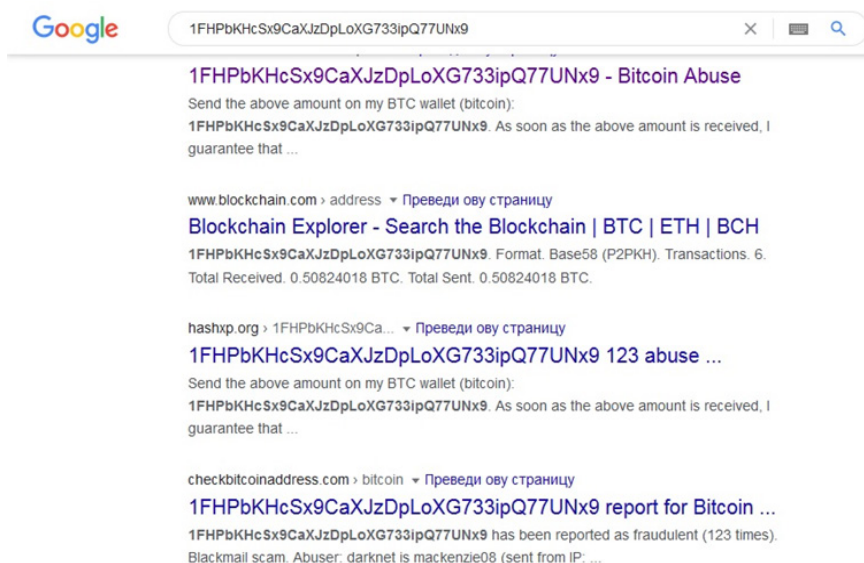 Google
1FHPbKHcSx9CaXJzDpLoXG733ipQ77UNx9
1FHPbKHcSx9CaXJzDpLoXG733ipQ77UNx9 - Bitcoin Abuse
Send the above amount on my BTC wallet (bitcoin):
1FHPbKHcSx9CaXJzDpLoXG733ipQ77UNx9. As soon as the above amount is received, I
guarantee that ...
www.blockchain.com › address ▾ Преведи ову страницу
Blockchain Explorer - Search the Blockchain | BTC | ETH | BCH
1FHPbKHcSx9CaXJzDpLoXG733ipQ77UNx9. Format. Base58 (P2PKH). Transactions. 6.
Total Received. 0.50824018 BTC. Total Sent. 0.50824018 BTC.
hashxp.org › 1FHPbKHcSx9Ca... ▾ Преведи ову страницу
1FHPbKHcSx9CaXJzDpLoXG733ipQ77UNx9 123 abuse ...
Send the above amount on my BTC wallet (bitcoin):
1FHPbKHcSx9CaXJzDpLoXG733ipQ77UNx9. As soon as the above amount is received, I
guarantee that ...
checkbitcoinaddress.com › bitcoin ▾ Преведи ову страницу
1FHPbKHcSx9CaXJzDpLoXG733ipQ77UNx9 report for Bitcoin ...
1FHPbKHcSx9CaXJzDpLoXG733ipQ77UNx9 has been reported as fraudulent (123 times).
Blackmail scam. Abuser: darknet is mackenzie08 (sent from IP: ...